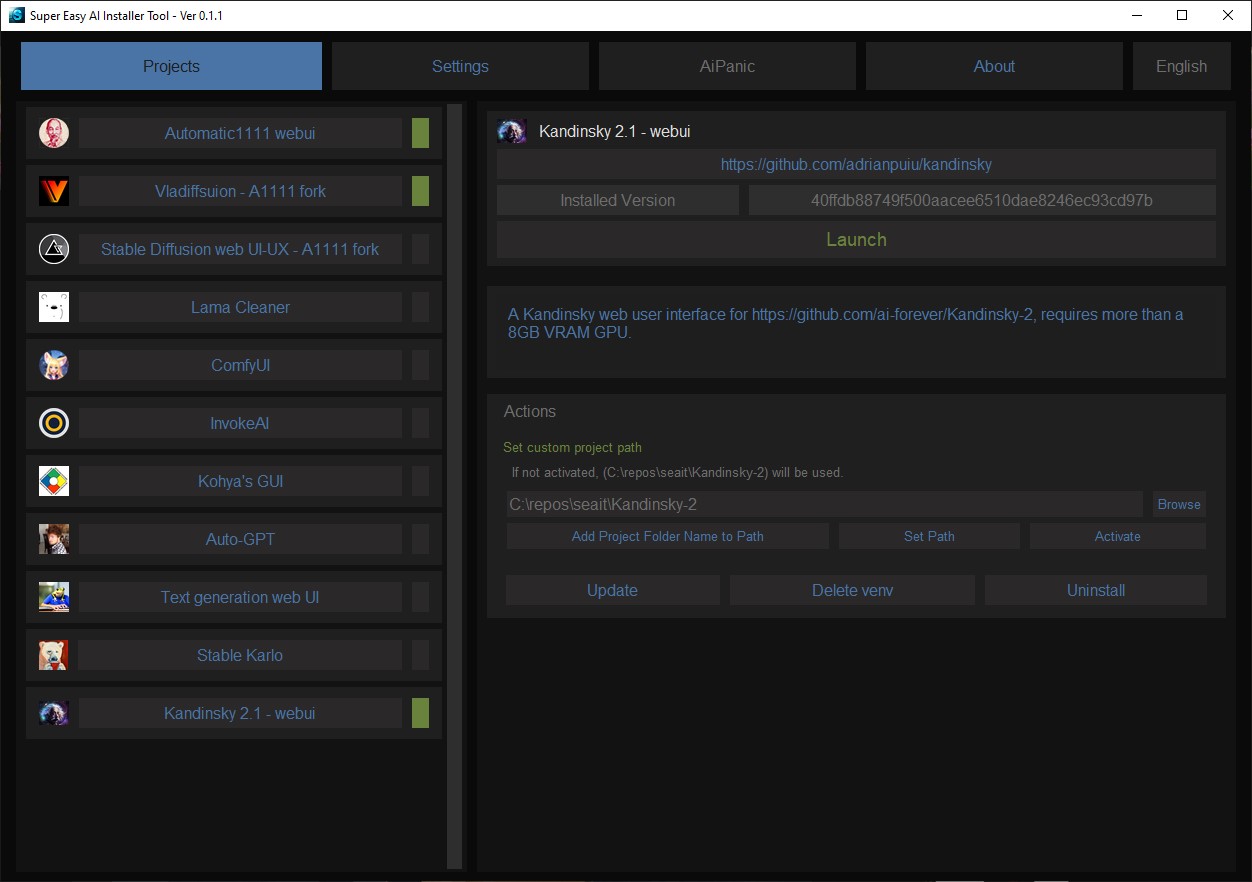 Super Easy AI Installer Tool - Ver 0.1.1
Projects
Settings
AiPanic
About
English
Automatic1111 webui
Vladiffsuion - A1111 fork
Stable Diffusion web UI-UX - A1111 fork
Lama Cleaner
ComfyUI
InvokeAI
Kohya's GUI
Auto-GPT
Text generation web UI
Stable Karlo
Kandinsky 2.1 - webui
Kandinsky 2.1 - webui
https://github.com/adrianpuiu/kandinsky
Installed Version
40ffdb88749f500aacee6510dae8246ec93cd97b
Launch
A Kandinsky web user interface for https://github.com/ai-forever/Kandinsky-2, requires more than a
8GB VRAM GPU.
Actions
Set custom project path
If not activated, (C:\repos\seait\Kandinsky-2) will be used.
C:\repos\seait\Kandinsky-2
Browse
Add Project Folder Name to Path
Set Path
Activate
Update
Delete venv
Uninstall